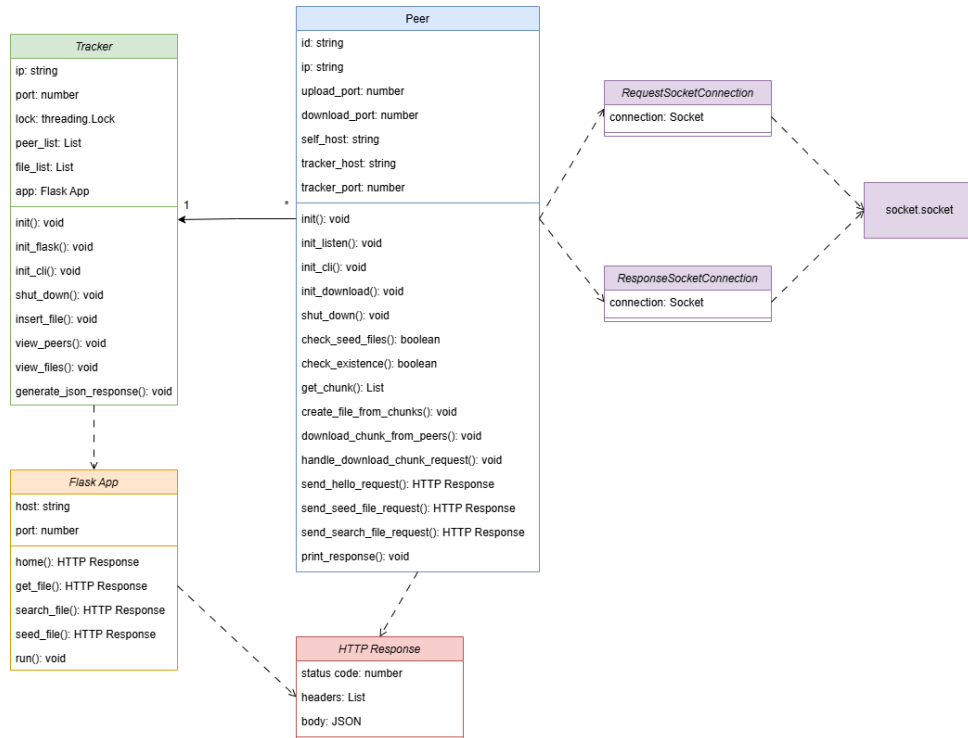 Tracker
ip: string
port: number
lock: threading.Lock
peer_list: List
file_list: List
app: Flask App
init(): void
init_flask(): void
init_cli(): void
shut_down(): void
insert_file(): void
view_peers(): void
view_files(): void
generate_json_response(): void
1
*
Peer
id: string
ip: string
upload_port: number
download_port: number
self_host: string
tracker_host: string
tracker_port: number
init(): void
init_listen(): void
init_cli(): void
init_download(): void
shut_down(): void
check_seed_files(): boolean
check_existence(): boolean
get_chunk(): List
create_file_from_chunks(): void
download_chunk_from_peers(): void
handle_download_chunk_request(): void
send_hello_request(): HTTP Response
send_seed_file_request(): HTTP Response
send_search_file_request(): HTTP Response
print_response(): void
RequestSocketConnection
connection: Socket
socket.socket
ResponseSocketConnection
connection: Socket
Flask App
host: string
port: number
home(): HTTP Response
get_file(): HTTP Response
search_file(): HTTP Response
seed_file(): HTTP Response
run(): void
HTTP Response
status code: number
headers: List
body: JSON